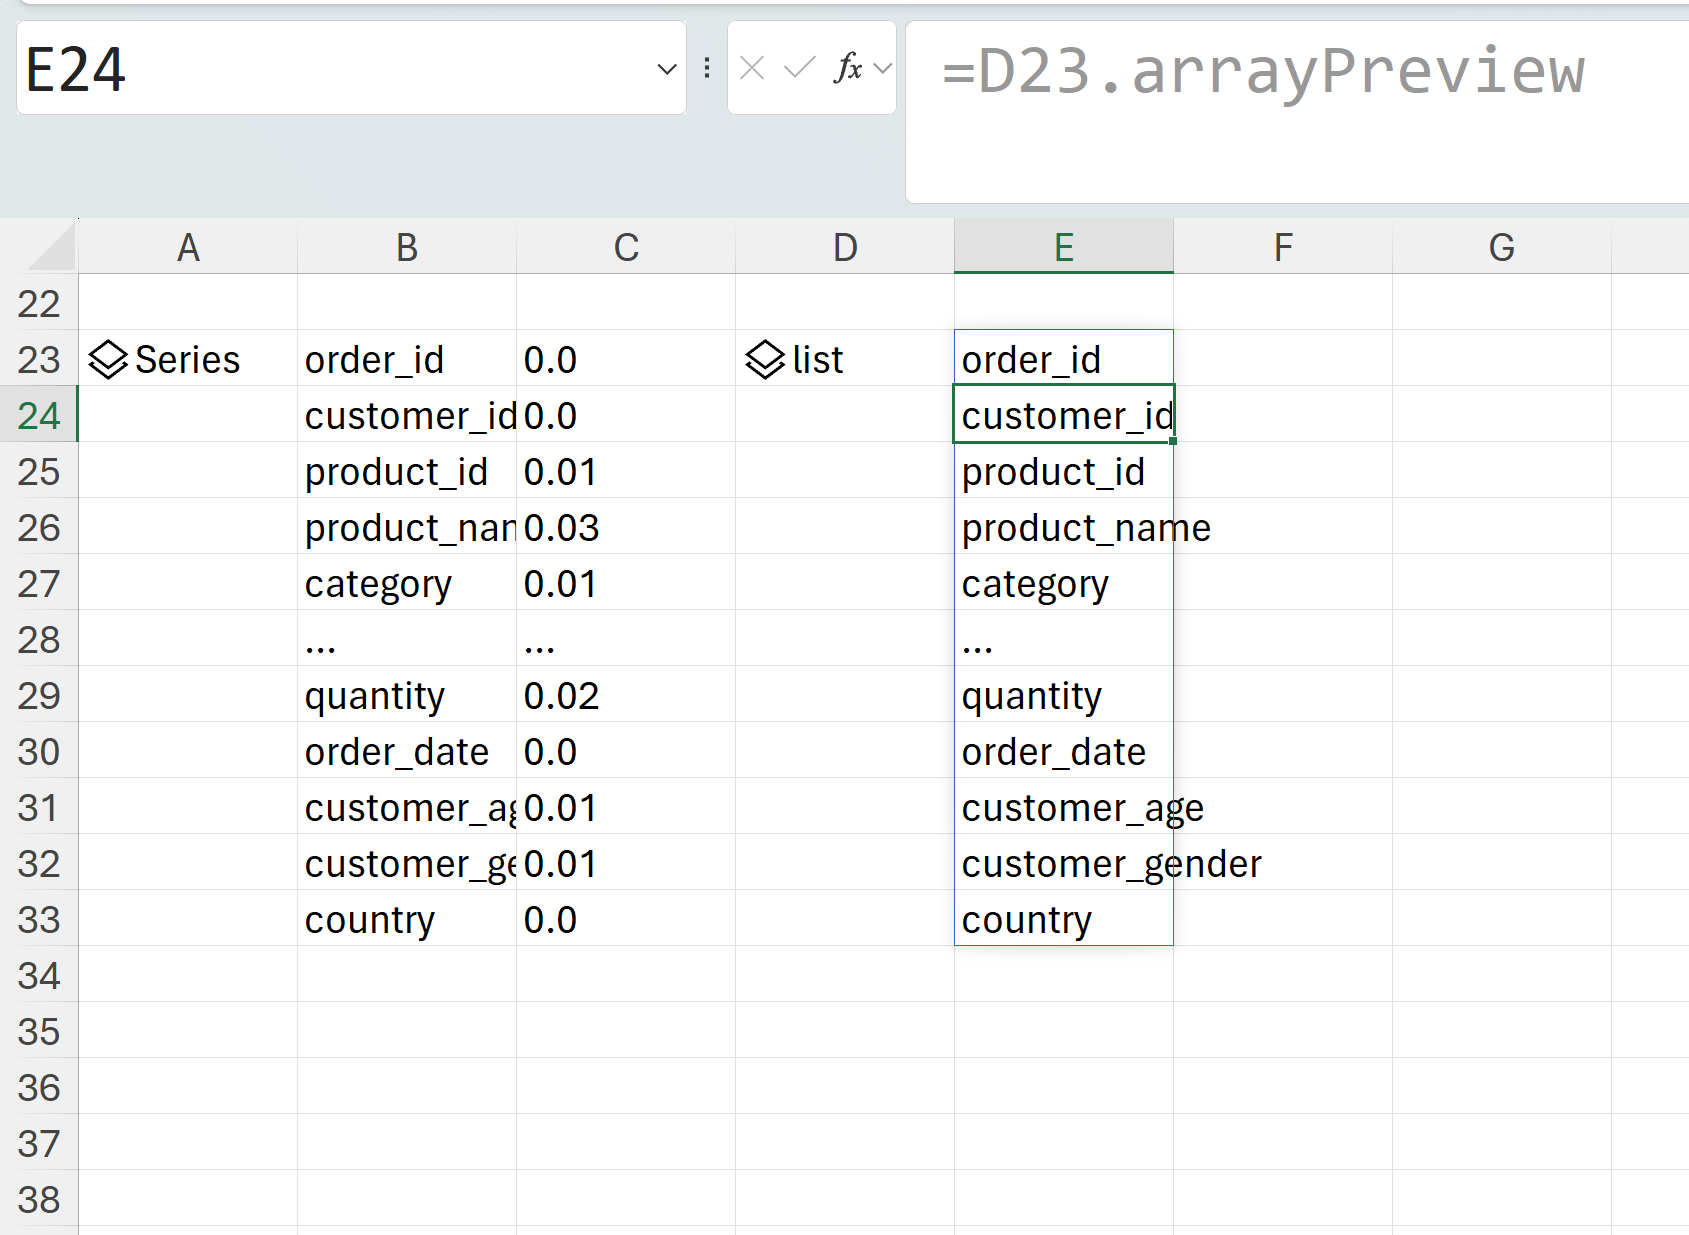 E24 fx =D23.arrayPreview
A B C D E F G
22
23 Series order_id 0.0 list order_id
24 customer_id 0.0 customer_id
25 product_id 0.01 product_id
26 product_nan 0.03 product_name
27 category 0.01 category
28 ... ... ...
29 quantity 0.02 quantity
30 order_date 0.0 order_date
31 customer_ag 0.01 customer_age
32 customer_ge 0.01 customer_gender
33 country 0.0 country
34
35
36
37
38